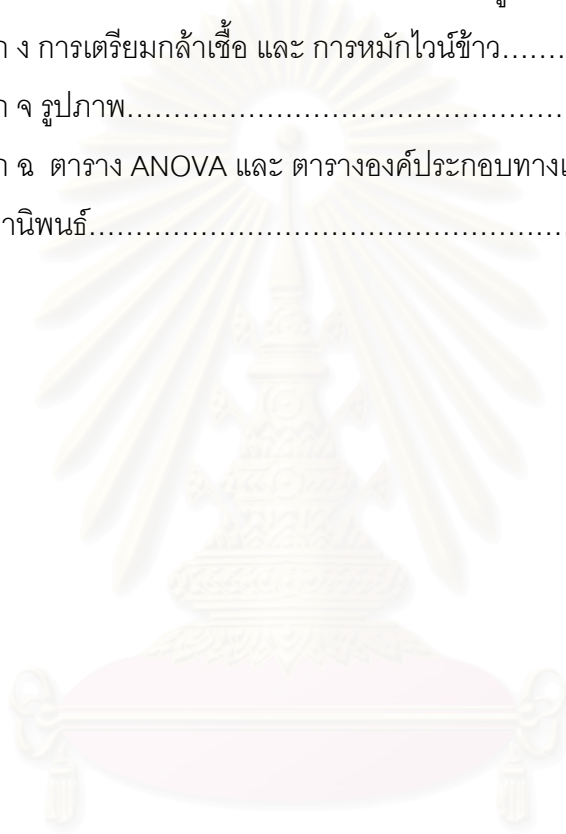 ก ง การเตรียมกล้าเชื้อ และ การหมักไวน์ข้าว........
ก จ รูปภาพ................................................
ก ฉ ตาราง ANOVA และ ตารางองค์ประกอบทางเ
านิพนธ์....................................................